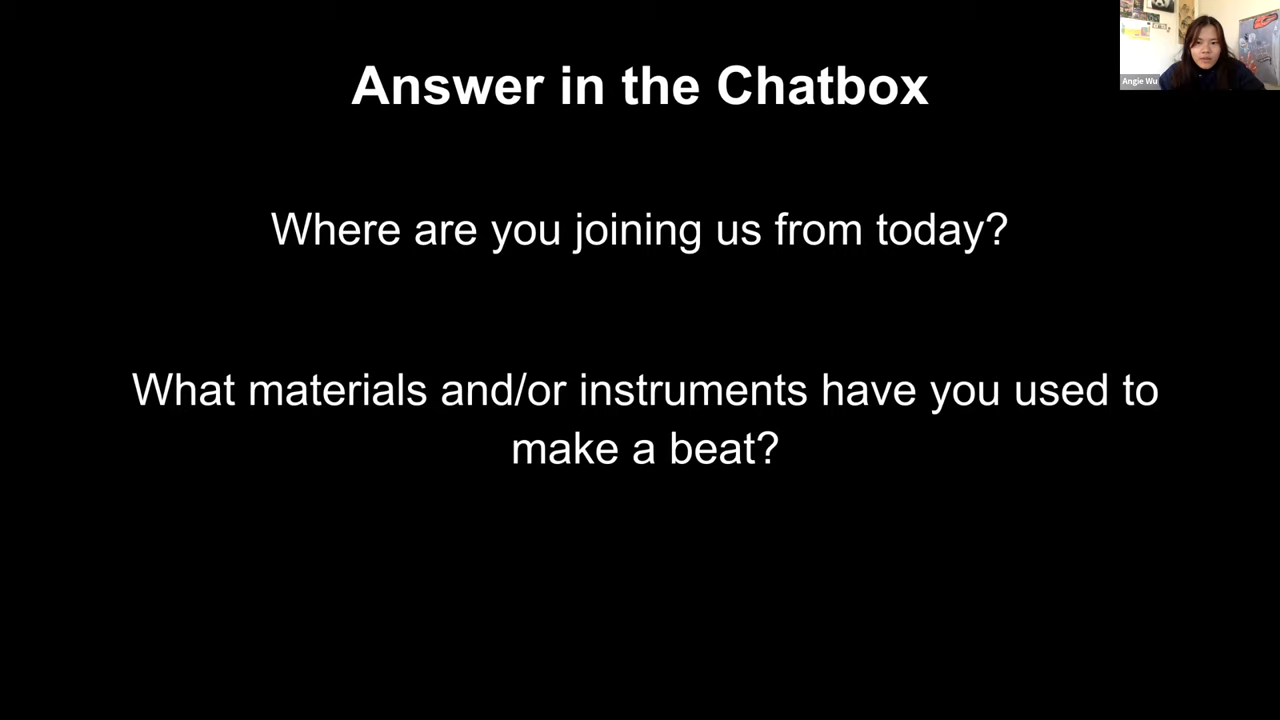 Answer in the Chatbox
Angie Wu
Where are you joining us from today?
What materials and/or instruments have you used to
make a beat?